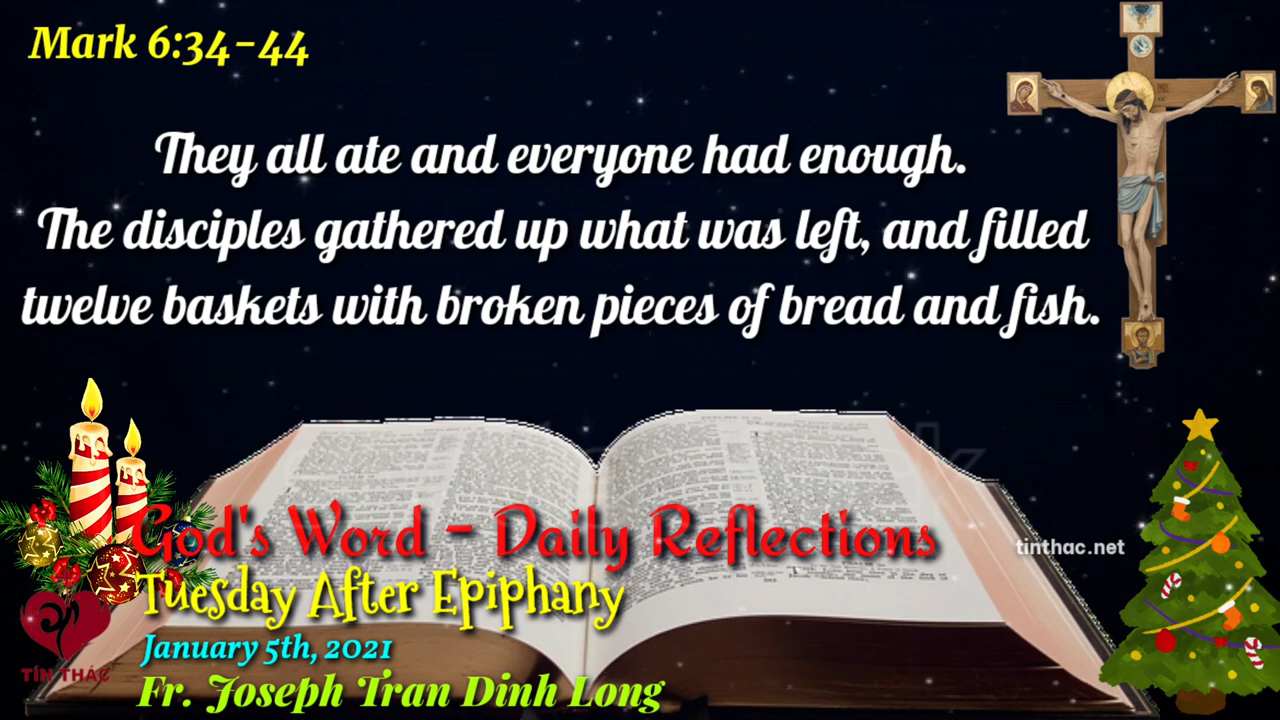 Mark 6:34-44
They all ate and everyone had enough.
The disciples gathered up what was left, and filled
twelve baskets with broken pieces of bread and fish.
God's Word - Daily Reflections
tinthac.net
Tuesday After Epiphany
January 5th, 2021
TÍN THÁC
Fr. Joseph Tran Dinh Long